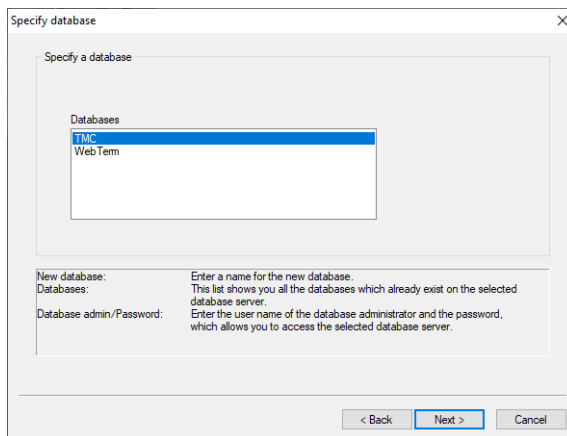 Specify database
Specify a database
Databases
TMC
WebTerm
New database: Enter a name for the new database.
Databases: This list shows you all the databases which already exist on the selected
database server.
Database admin/Password: Enter the user name of the database administrator and the password,
which allows you to access the selected database server.
< Back Next > Cancel